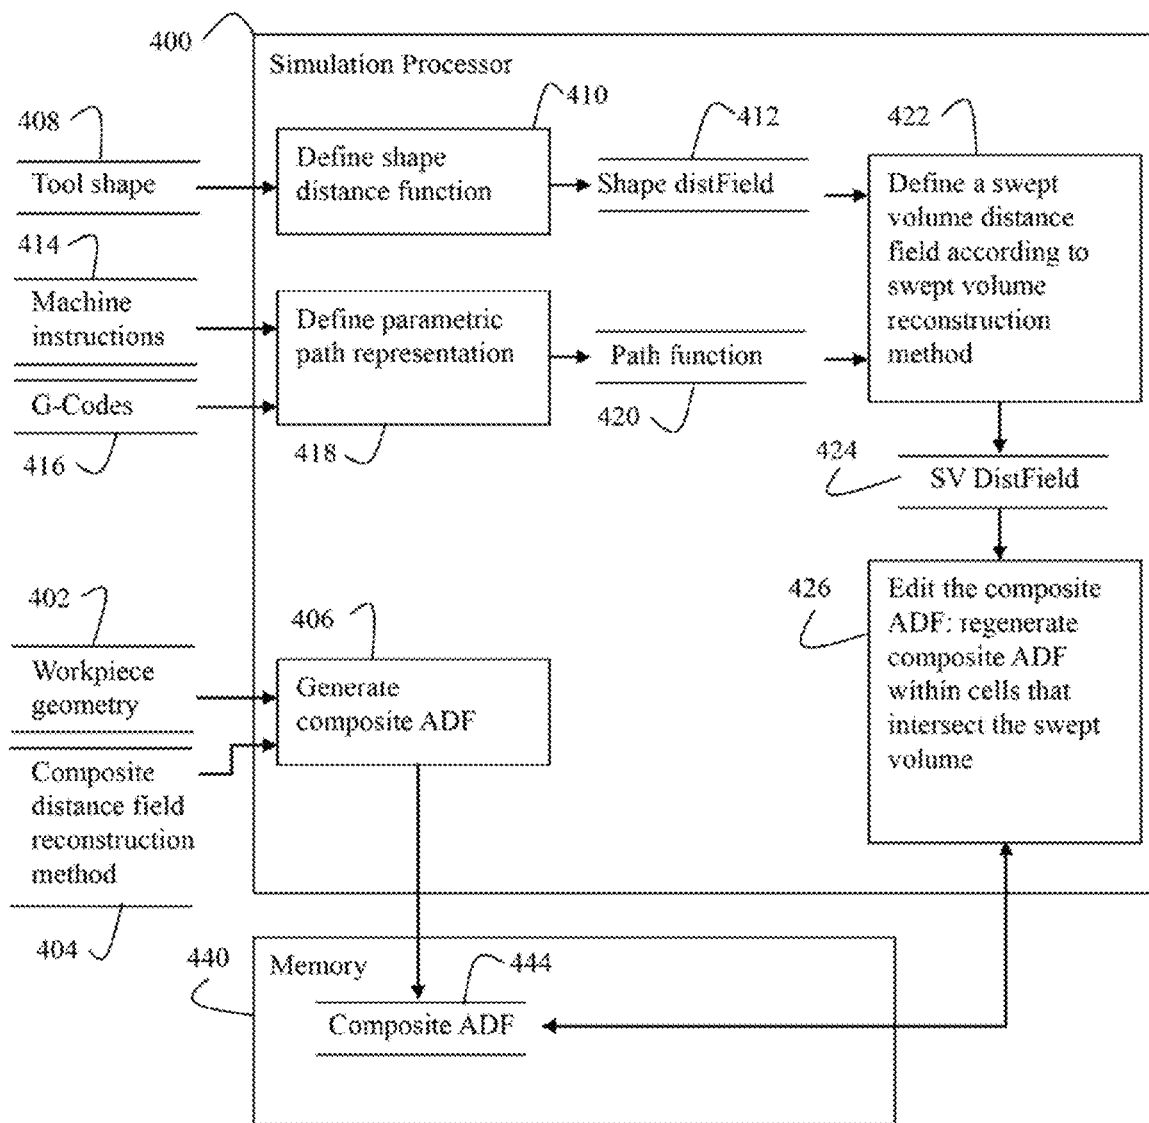 400
Simulation Processor
408
Tool shape
410
Define shape
distance function
412
Shape distField
422
Define a swept
volume distance
field according to
swept volume
reconstruction
method
414
Machine
instructions
G-Codes
416
Define parametric
path representation
418
Path function
420
424
SV DistField
402
Workpiece
geometry
406
Generate
composite ADF
426
Edit the composite
ADF: regenerate
composite ADF
within cells that
intersect the swept
volume
Composite
distance field
reconstruction
method
404
440
Memory
444
Composite ADF